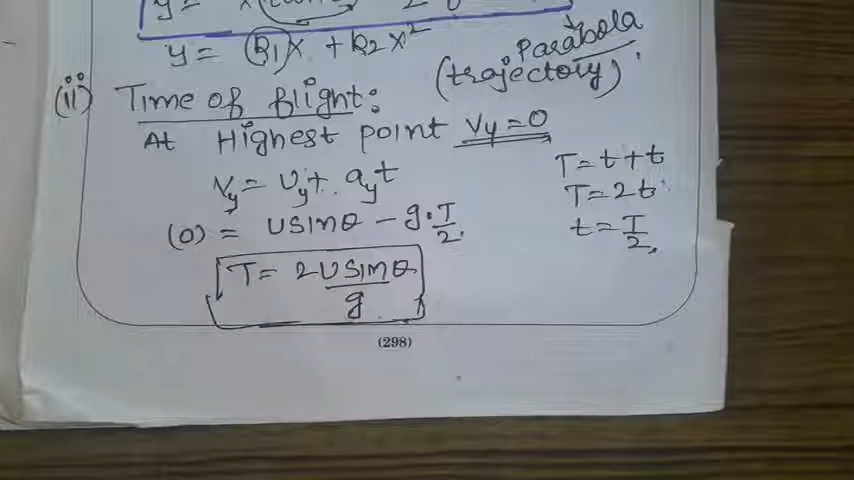 y =
y = (k₁)x + k₂x²
Parabola
(trajectory)
(ii) Time of flight:
At Highest point Vy = 0
Vy = Uy + ayt
T = t + t
T = 2t
(0) = USinθ - g·T/2
t = T/2
T = 2USinθ/g
(298)